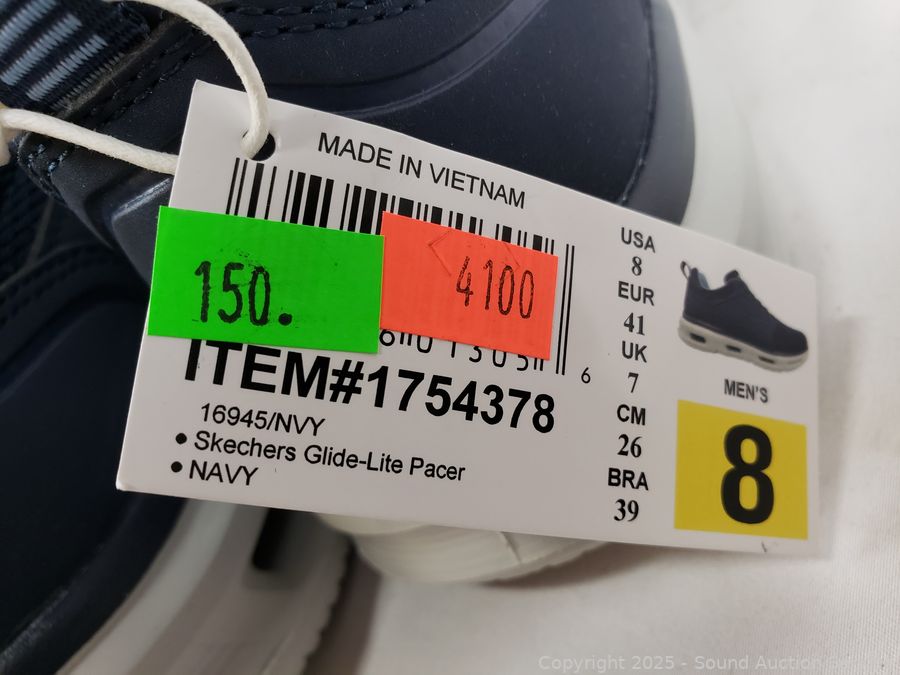 MADE IN VIETNAM
150.
4100
6
ITEM#1754378
16945/NVY
• Skechers Glide-Lite Pacer
• NAVY
USA
8
EUR
41
UK
7
CM
26
BRA
39
MEN'S
8
Copyright © 2025 - Sound Auction